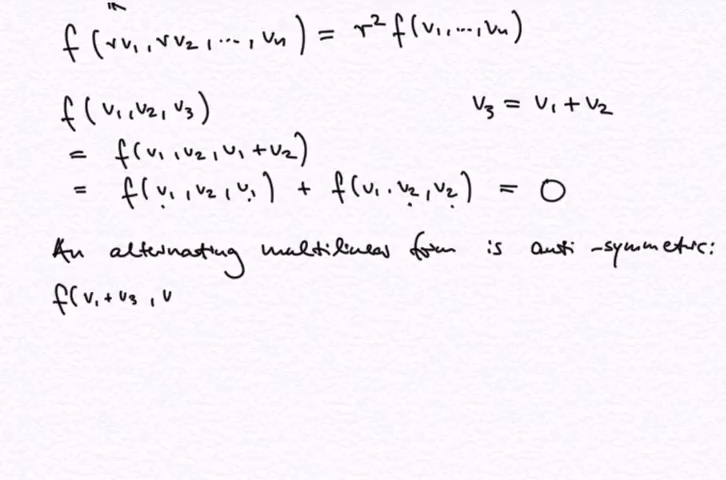 f(rv₁, rv₂, ..., vₙ) = r² f(v₁, ..., vₙ)
f(v₁, v₂, v₃) v₃ = v₁ + v₂
= f(v₁, v₂, v₁ + v₂)
= f(v₁, v₂, v₁) + f(v₁, v₂, v₂) = 0
An alternating multilinear form is anti-symmetric:
f(v₁ + v₃, v